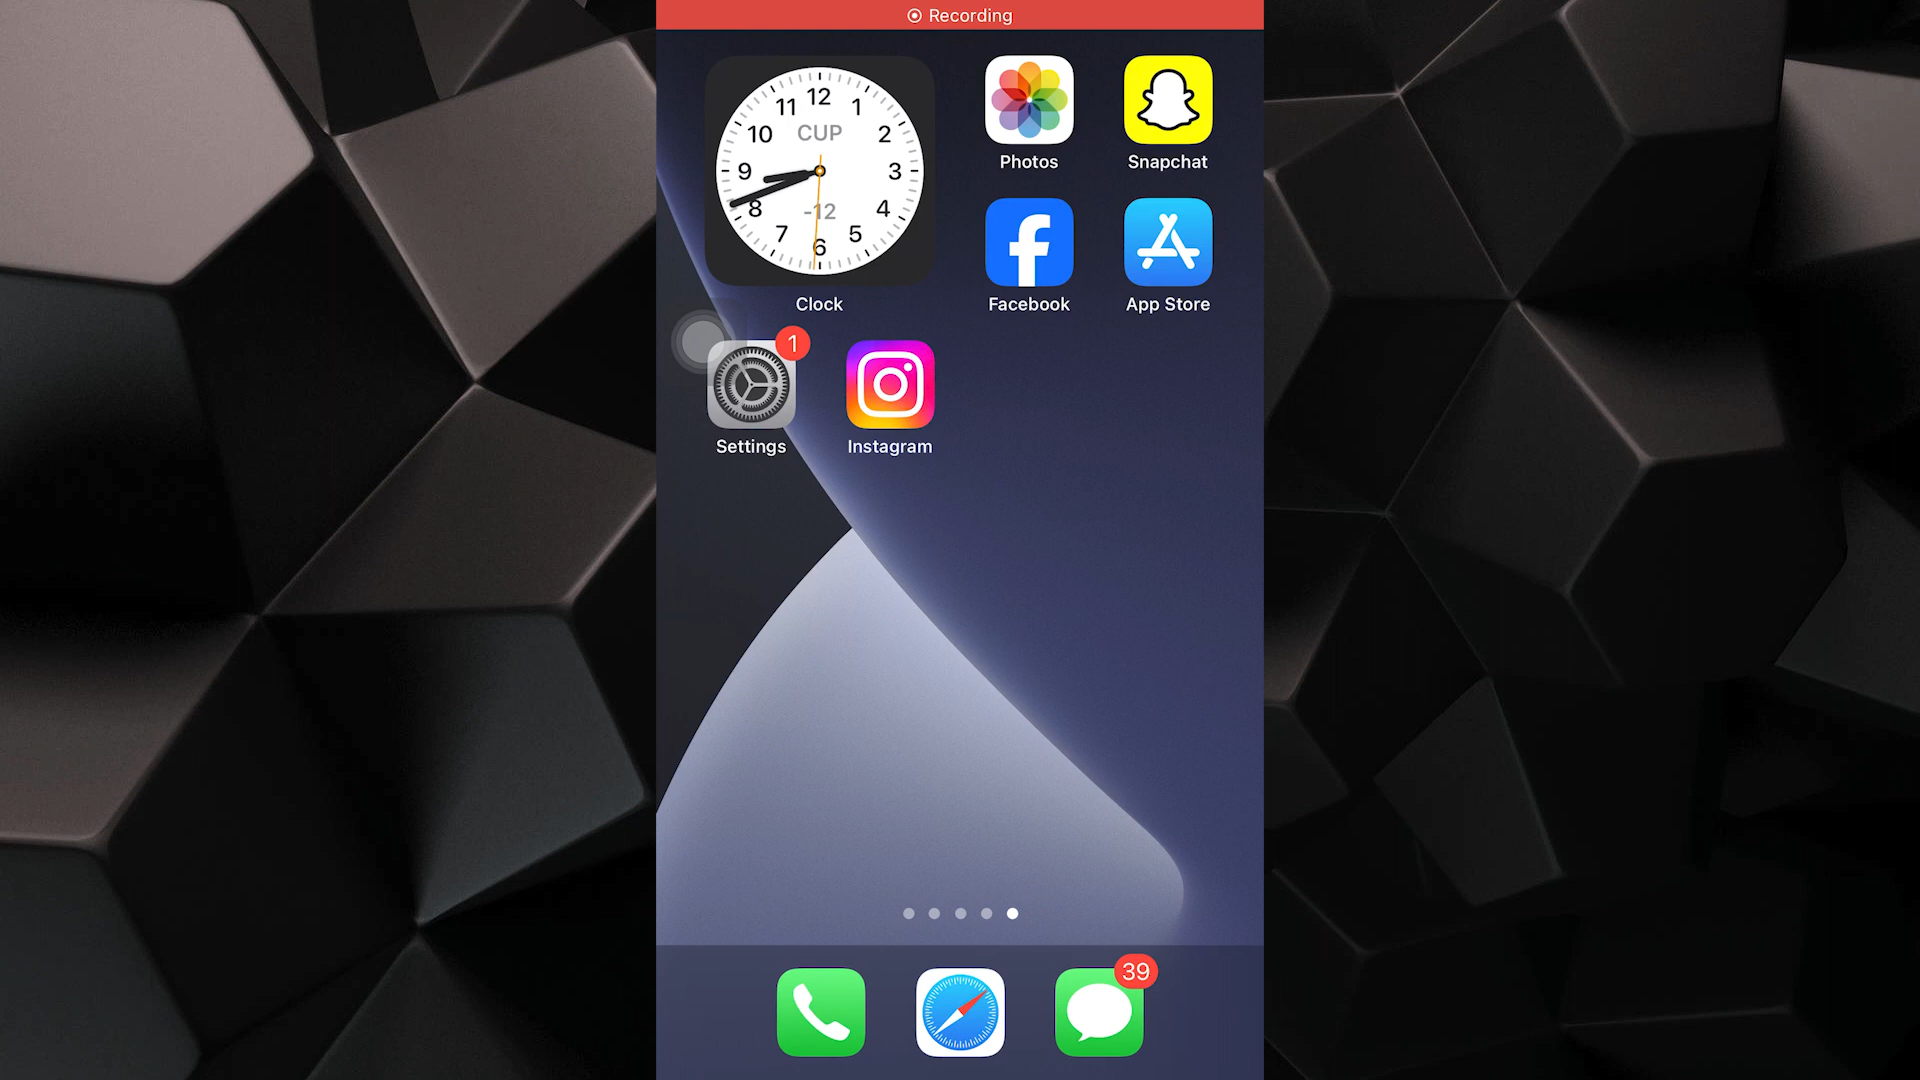 Recording
12
11 1
10 CUP 2
9 3
8 -12 4
7 5
6
Clock
Photos
Snapchat
Facebook
App Store
1
Settings
Instagram
39